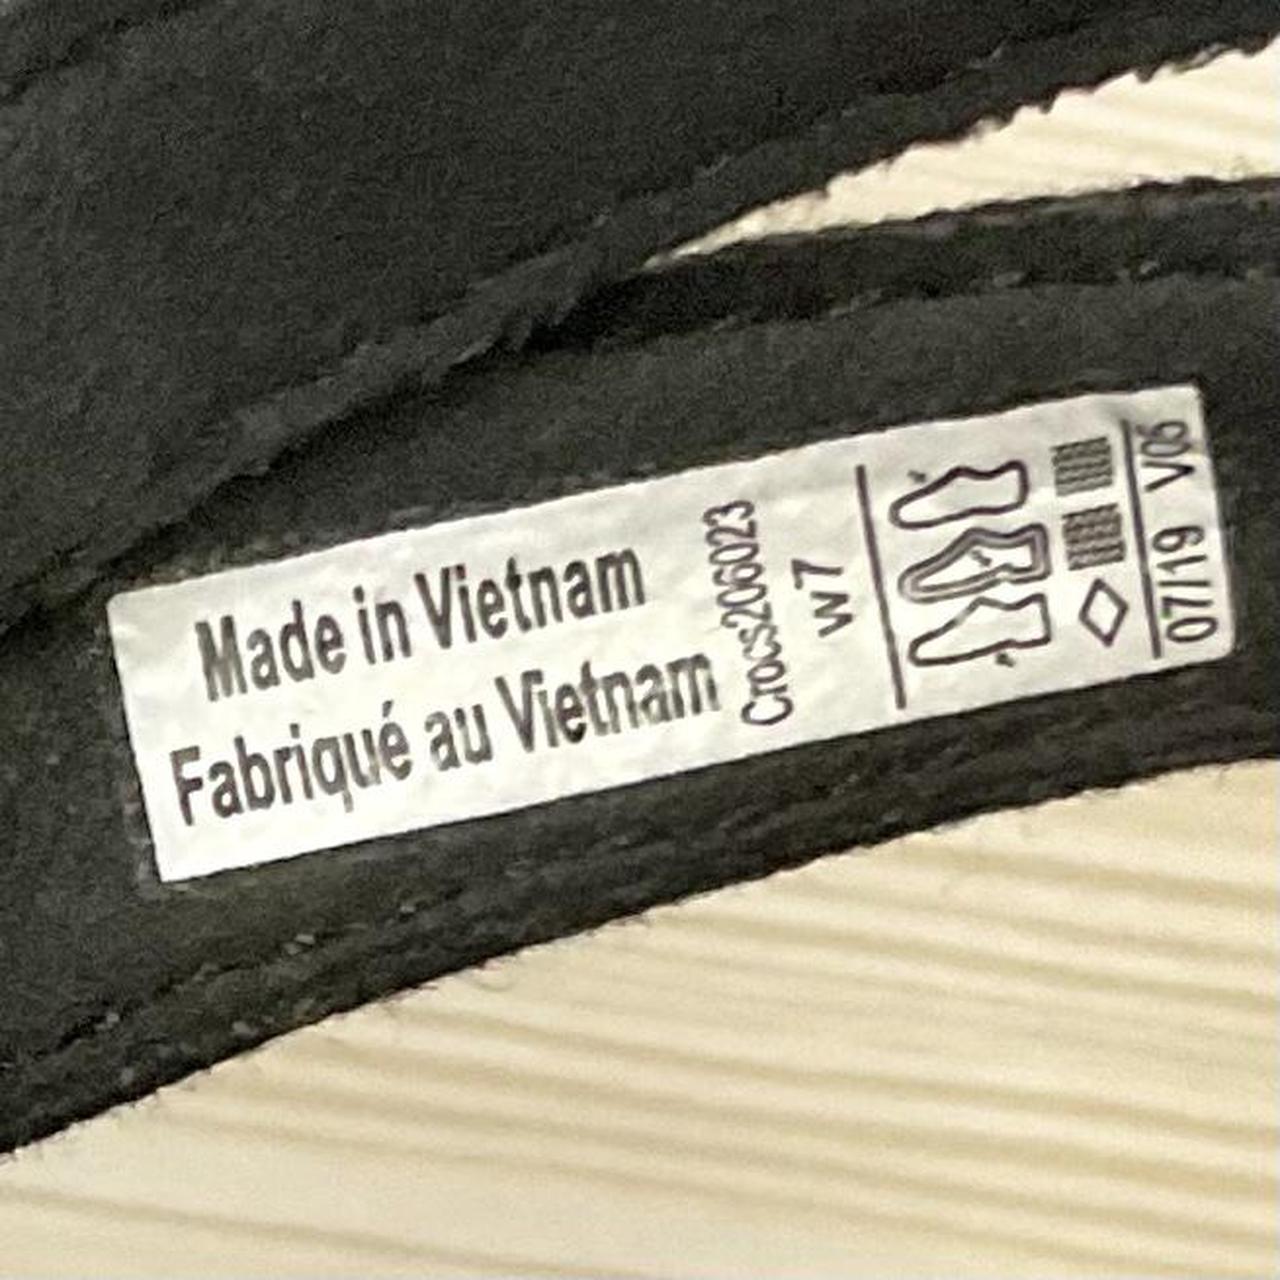 Made in Vietnam
Fabriqué au Vietnam
Crocs206023
W7
07/19 V06